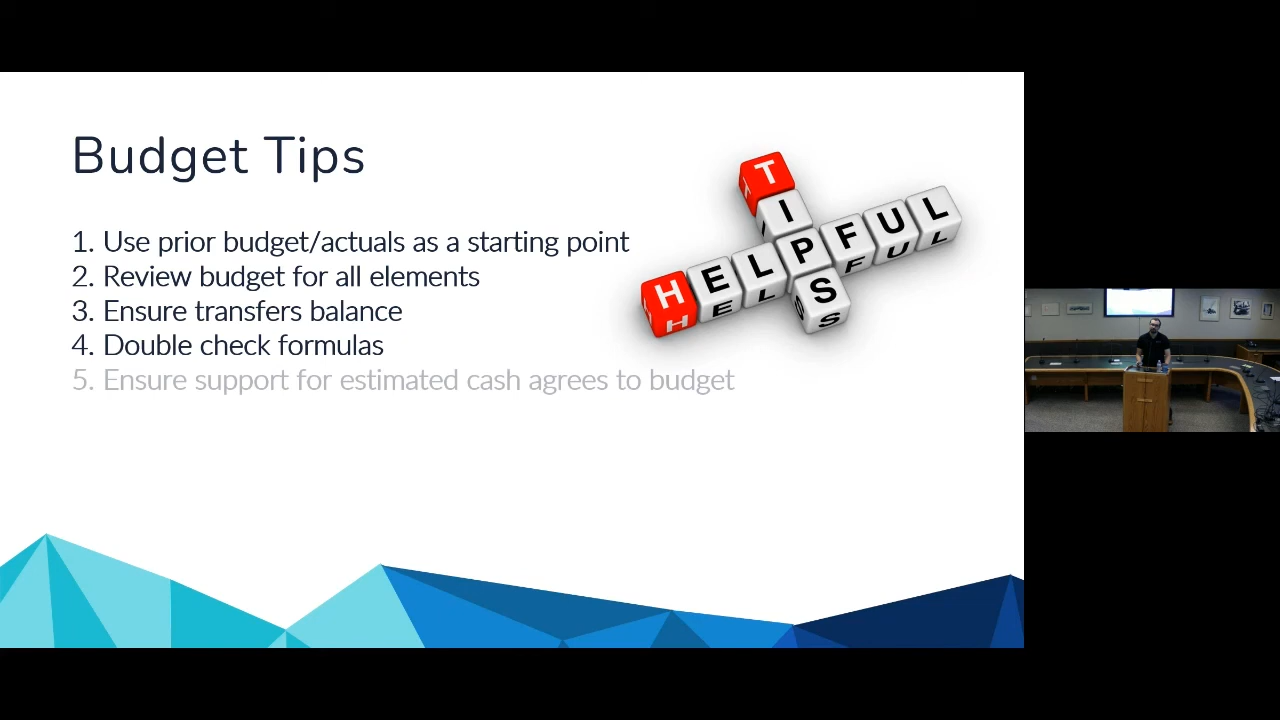 Budget Tips
1. Use prior budget/actuals as a starting point
2. Review budget for all elements
3. Ensure transfers balance
4. Double check formulas
5. Ensure support for estimated cash agrees to budget
TIPS
HELPFUL